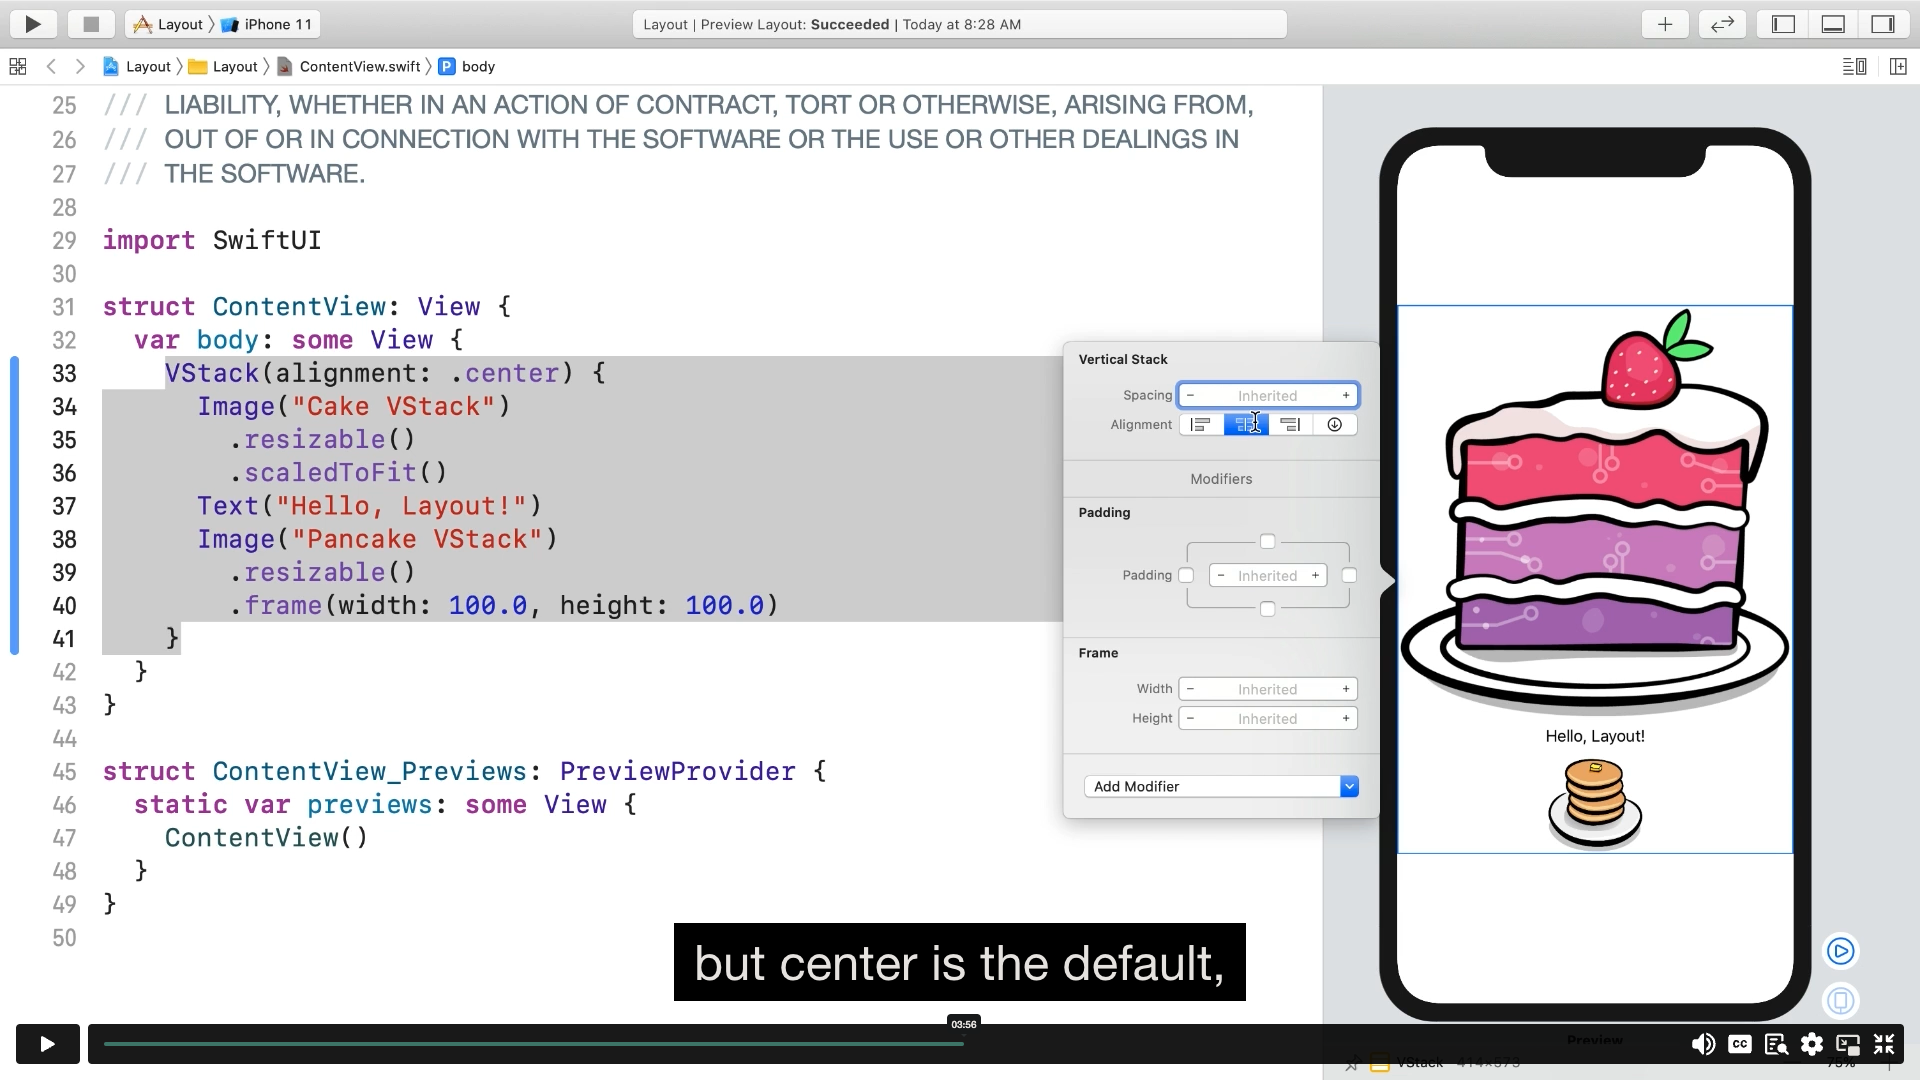 Layout 〉 iPhone 11
Layout | Preview Layout: Succeeded | Today at 8:28 AM
Layout 〉 Layout 〉 ContentView.swift 〉 P body
25 /// LIABILITY, WHETHER IN AN ACTION OF CONTRACT, TORT OR OTHERWISE, ARISING FROM,
26 /// OUT OF OR IN CONNECTION WITH THE SOFTWARE OR THE USE OR OTHER DEALINGS IN
27 /// THE SOFTWARE.
28
29 import SwiftUI
30
31 struct ContentView: View {
32 var body: some View {
33 VStack(alignment: .center) {
34 Image("Cake VStack")
35 .resizable()
36 .scaledToFit()
37 Text("Hello, Layout!")
38 Image("Pancake VStack")
39 .resizable()
40 .frame(width: 100.0, height: 100.0)
41 }
42 }
43 }
44
45 struct ContentView_Previews: PreviewProvider {
46 static var previews: some View {
47 ContentView()
48 }
49 }
50
Vertical Stack
Spacing − Inherited +
Alignment
Modifiers
Padding
Padding − Inherited +
Frame
Width − Inherited +
Height − Inherited +
Add Modifier
Hello, Layout!
but center is the default,
03:56
CC
Preview
VStack 414×573
75%